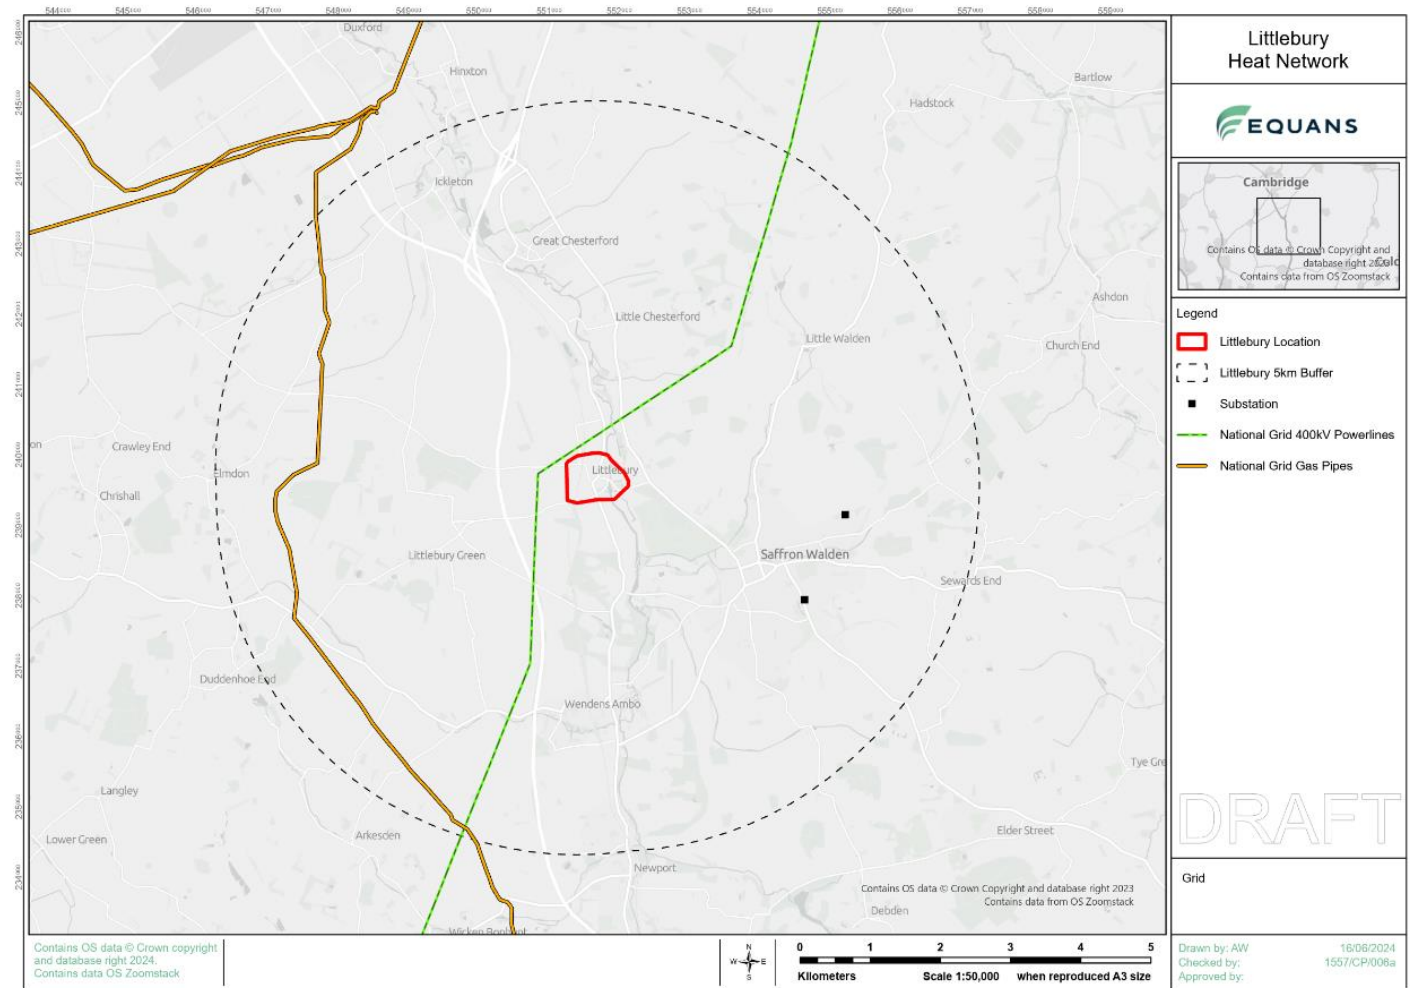 Littlebury
Heat Network
EQUANS
Cambridge
Contains OS data © Crown Copyright and
database right
Contains data from OS Zoomstack
Legend
Littlebury Location
Littlebury 5km Buffer
Substation
National Grid 400kV Powerlines
National Grid Gas Pipes
DRAFT
Grid
Drawn by: AW
16/06/2024
Checked by:
1557/CP/006a
Approved by:
Duxford
Hinxton
Bartlow
Hadstock
Ickleton
Great Chesterford
Ashdon
Little Chesterford
Little Walden
Church End
Crawley End
Elmdon
Littlebury
Chrishall
Littlebury Green
Saffron Walden
Sewards End
Duddenhoe End
Wendens Ambo
Tye Gre
Langley
Lower Green
Arkesden
Elder Street
Newport
Debden
Contains OS data © Crown Copyright and database right 2023
Contains data from OS Zoomstack
Contains OS data © Crown copyright
and database right 2024.
Contains data OS Zoomstack
N
W E
S
0 1 2 3 4 5
Kilometers Scale 1:50,000 when reproduced A3 size